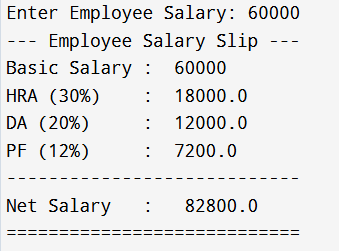 Enter Employee Salary: 60000
--- Employee Salary Slip ---
Basic Salary :  60000
HRA (30%)    :  18000.0
DA (20%)     :  12000.0
PF (12%)     :  7200.0
----------------------------
Net Salary   :   82800.0
============================